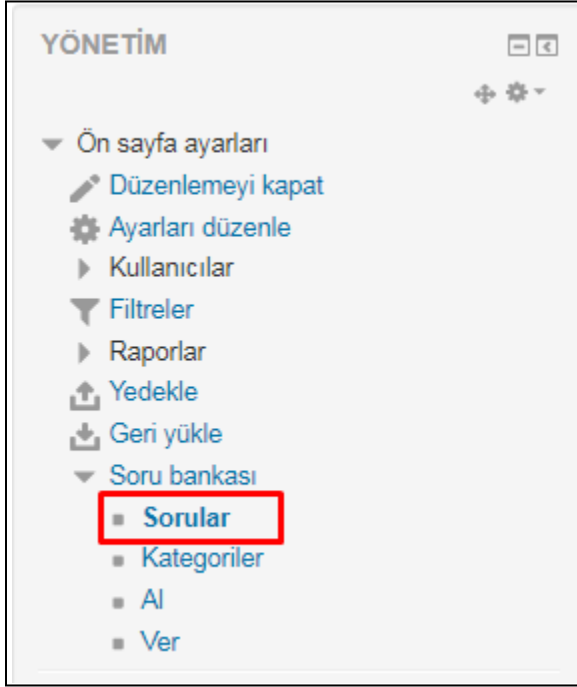 YÖNETİM
Ön sayfa ayarları
Düzenlemeyi kapat
Ayarları düzenle
Kullanıcılar
Filtreler
Raporlar
Yedekle
Geri yükle
Soru bankası
Sorular
Kategoriler
Al
Ver